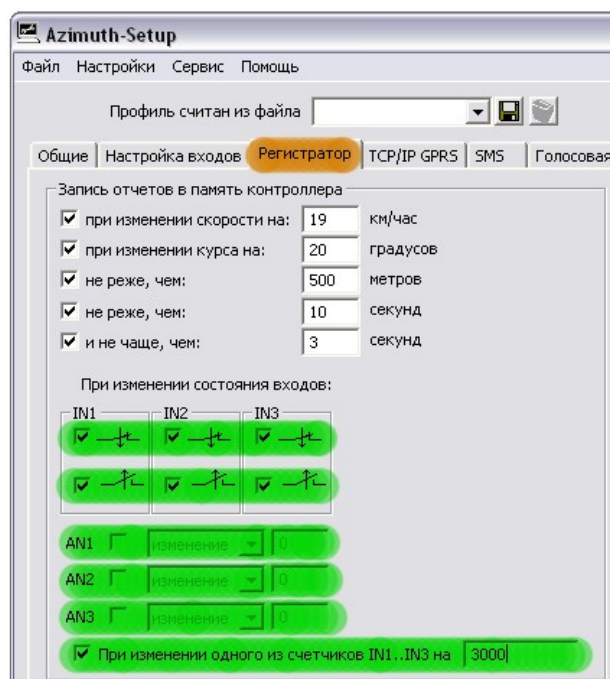 Azimuth-Setup
Файл Настройки Сервис Помощь
Профиль считан из файла
Общие Настройка входов Регистратор TCP/IP GPRS SMS Голосовая
Запись отчетов в память контроллера
при изменении скорости на: 19 км/час
при изменении курса на: 20 градусов
не реже, чем: 500 метров
не реже, чем: 10 секунд
и не чаще, чем: 3 секунд
При изменении состояния входов:
IN1 IN2 IN3
AN1 изменение 0
AN2 изменение 0
AN3 изменение 0
При изменении одного из счетчиков IN1..IN3 на 3000